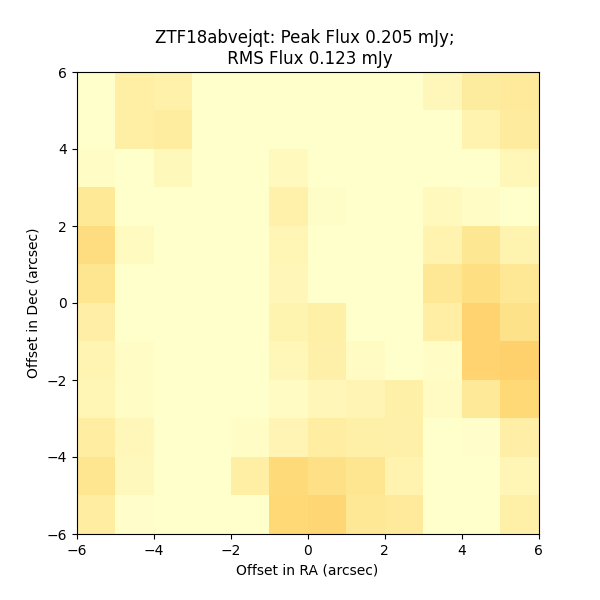 ZTF18abvejqt: Peak Flux 0.205 mJy;
RMS Flux 0.123 mJy
6
4
2
0
−2
−4
−6
Offset in Dec (arcsec)
−6 −4 −2 0 2 4 6
Offset in RA (arcsec)